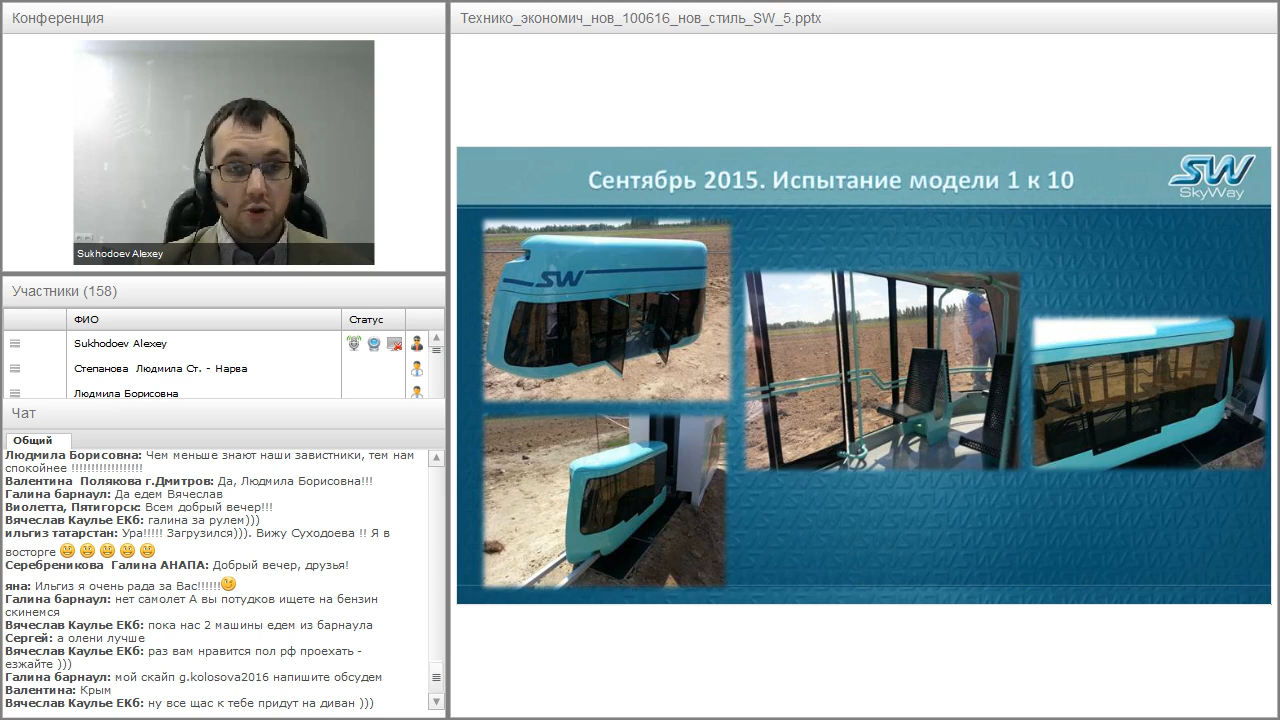 Конференция
Sukhodoev Alexey
Участники (158)
ФИО
Статус
Sukhodoev Alexey
Степанова Людмила Ст. - Нарва
Людмила Борисовна
Чат
Общий
Людмила Борисовна: Чем меньше знают наши завистники, тем нам
спокойнее !!!!!!!!!!!!!!!!!!
Валентина Полякова г.Дмитров: Да, Людмила Борисовна!!!
Галина барнаул: Да едем Вячеслав
Виолетта, Пятигорск: Всем добрый вечер!!!
Вячеслав Каулье ЕКб: галина за рулем)))
ильгиз татарстан: Ура!!!!! Загрузился))). Вижу Суходоева !! Я в
восторге
Серебреникова Галина АНАПА: Добрый вечер, друзья!
яна: Ильгиз я очень рада за Вас!!!!!!
Галина барнаул: нет самолет А вы потудков ищете на бензин
скинемся
Вячеслав Каулье ЕКб: пока нас 2 машины едем из барнаула
Сергей: а олени лучше
Вячеслав Каулье ЕКб: раз вам нравится пол рф проехать -
езжайте )))
Галина барнаул: мой скайп g.kolosova2016 напишите обсудем
Валентина: Крым
Вячеслав Каулье ЕКб: ну все щас к тебе придут на диван )))
Технико_экономич_нов_100616_нов_стиль_SW_5.pptx
Сентябрь 2015. Испытание модели 1 к 10
SW
SkyWay
SW